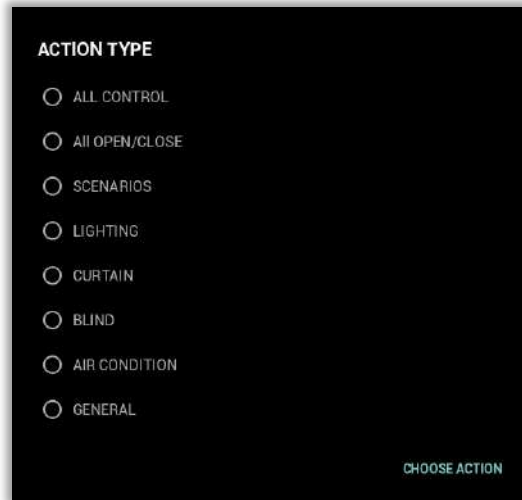 ACTION TYPE
ALL CONTROL
All OPEN/CLOSE
SCENARIOS
LIGHTING
CURTAIN
BLIND
AIR CONDITION
GENERAL
CHOOSE ACTION